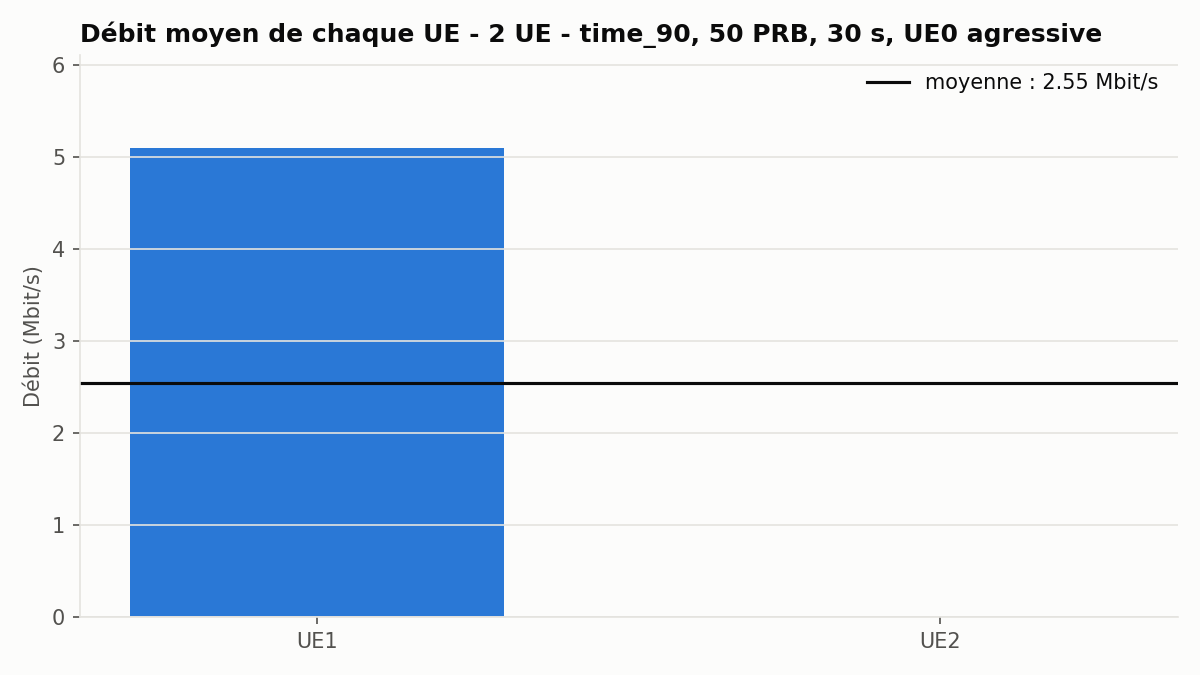 Débit moyen de chaque UE - 2 UE - time_90, 50 PRB, 30 s, UE0 agressive
moyenne : 2.55 Mbit/s
Débit (Mbit/s)
6
5
4
3
2
1
0
UE1
UE2